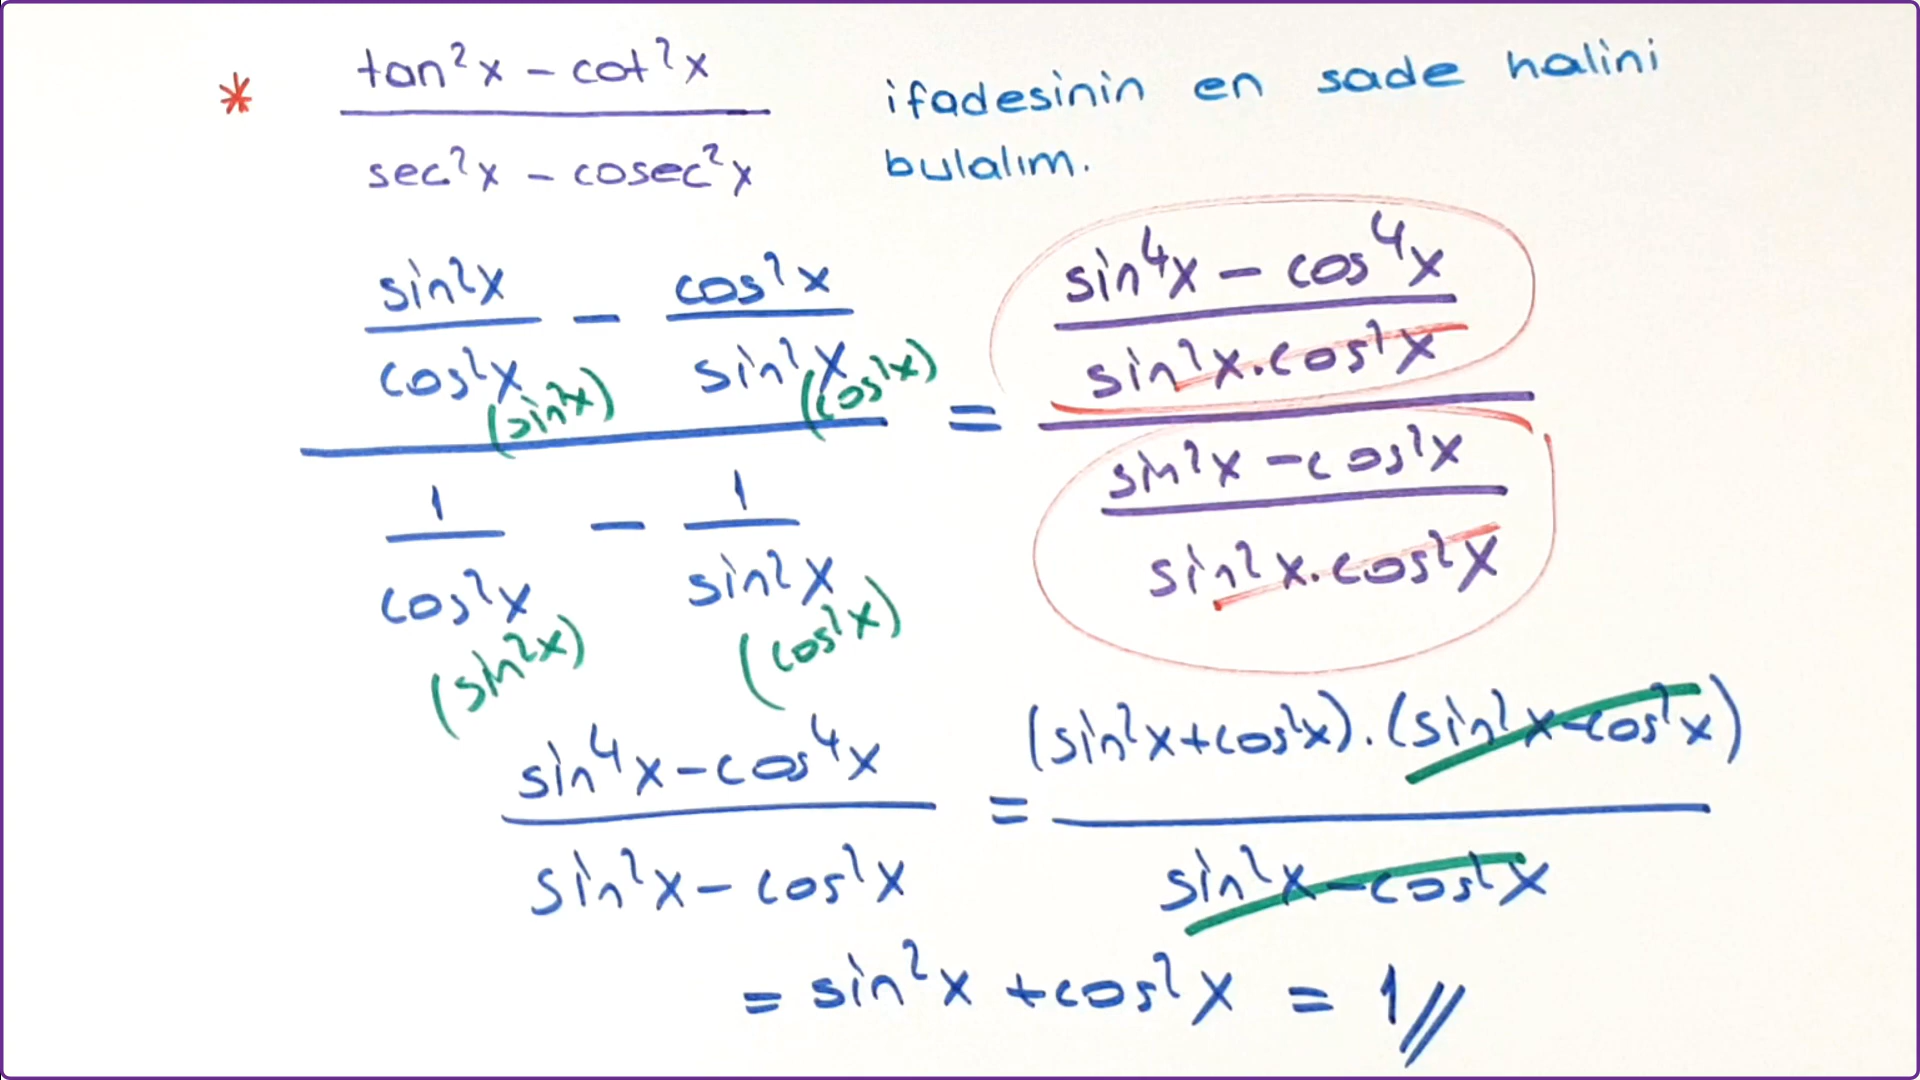 * (tan²x - cot²x) / (sec²x - cosec²x) ifadesinin en sade halini
bulalım.
(sin²x / cos²x (sin²x) - cos²x / sin²x (cos²x)) / (1 / cos²x (sin²x) - 1 / sin²x (cos²x)) = ((sin⁴x - cos⁴x) / (sin²x.cos²x)) / ((sin²x - cos²x) / (sin²x.cos²x))
(sin⁴x - cos⁴x) / (sin²x - cos²x) = (sin²x+cos²x).(sin²x-cos²x) / (sin²x-cos²x)
= sin²x + cos²x = 1//